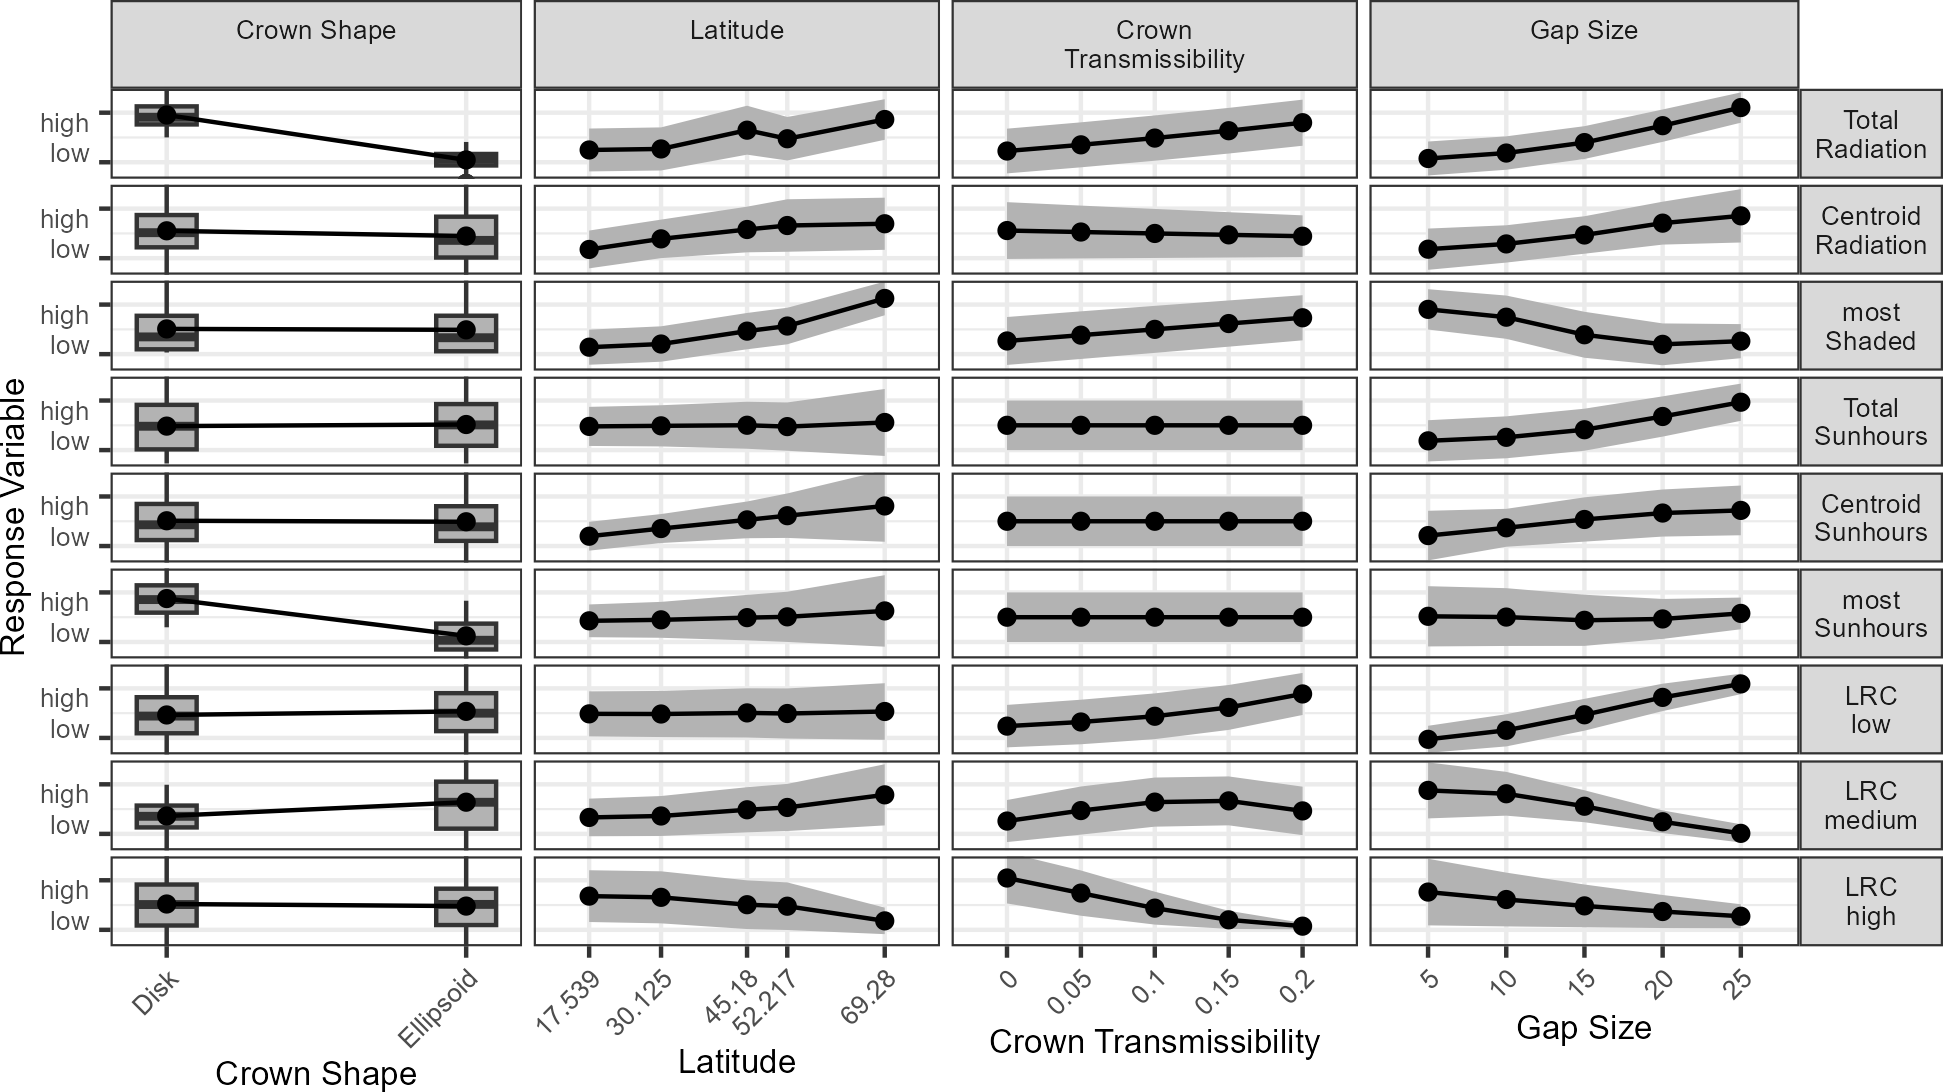 Crown Shape
Latitude
Crown
Transmissibility
Gap Size
high
low
Total
Radiation
high
low
Centroid
Radiation
high
low
most
Shaded
high
low
Total
Sunhours
high
low
Centroid
Sunhours
high
low
most
Sunhours
high
low
LRC
low
high
low
LRC
medium
high
low
LRC
high
Response Variable
Disk
Ellipsoid
17.539
30.125
45.18
52.217
69.28
0
0.05
0.1
0.15
0.2
5
10
15
20
25
Crown Shape
Latitude
Crown Transmissibility
Gap Size